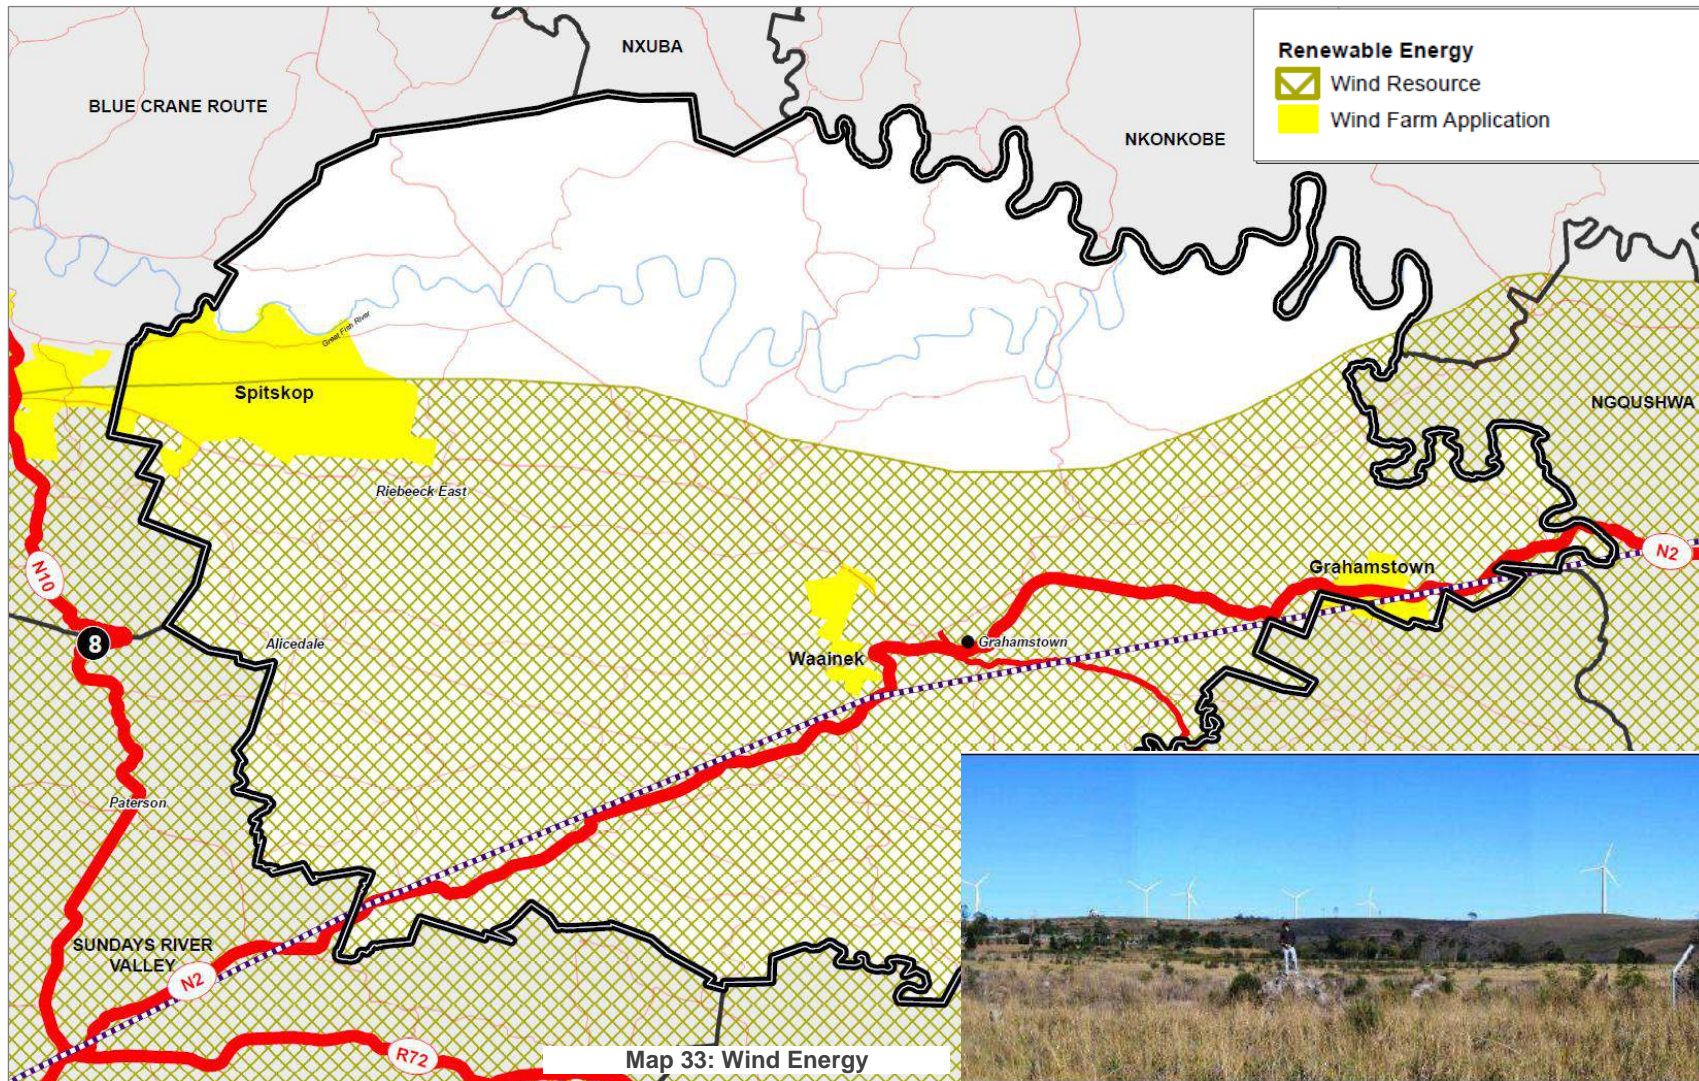 NXUBA
BLUE CRANE ROUTE
NKONKOBE
Renewable Energy
Wind Resource
Wind Farm Application
Great Fish River
Spitskop
NGQUSHWA
Riebeeck East
N10
N2
Grahamstown
8
Alicedale
Grahamstown
Waainek
Paterson
SUNDAYS RIVER
VALLEY
N2
R72
Map 33: Wind Energy